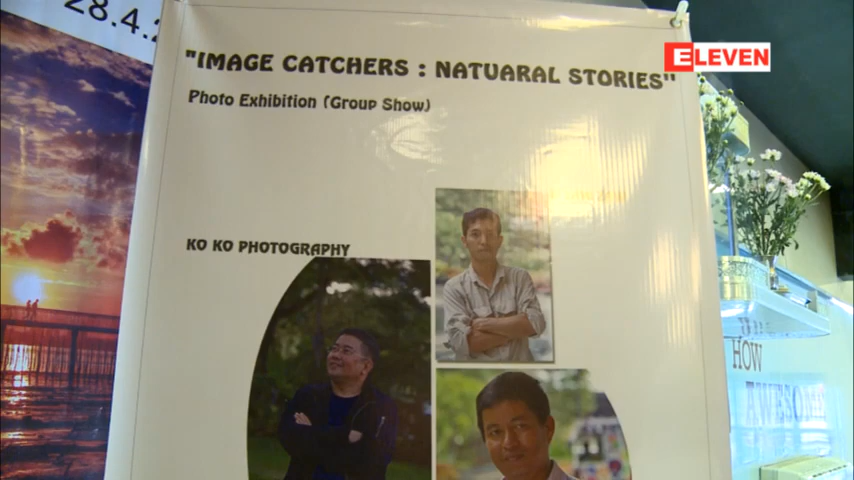 28.4.
ELEVEN
"IMAGE CATCHERS : NATUARAL STORIES"
Photo Exhibition (Group Show)
KO KO PHOTOGRAPHY
HOW
AWESOME